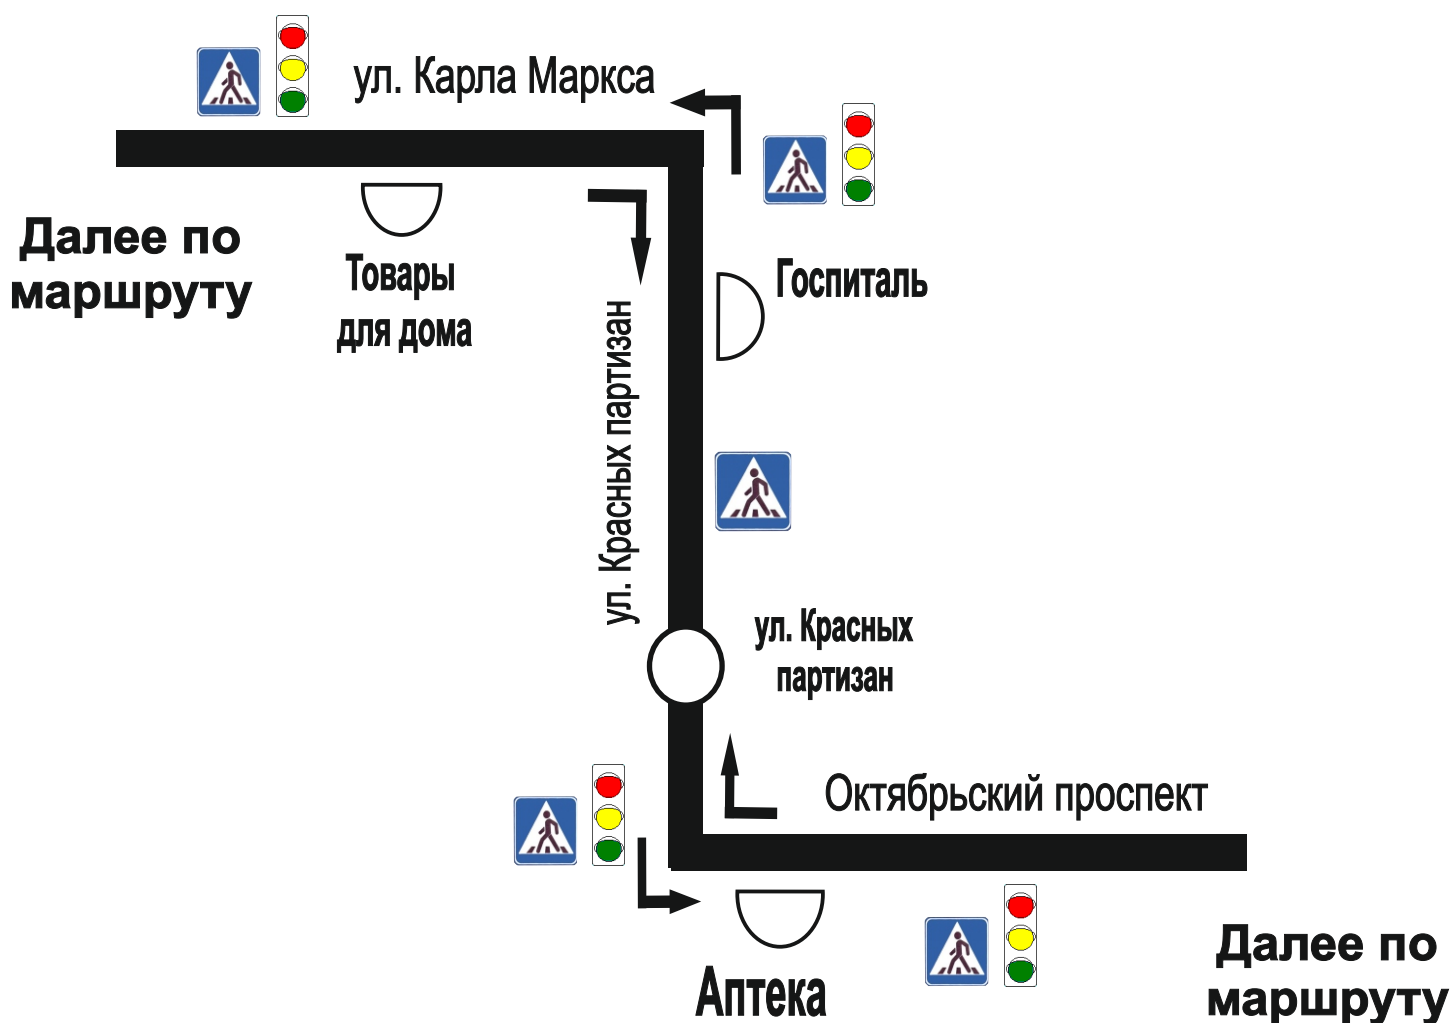 ул. Карла Маркса
Далее по
маршруту
Товары
для дома
Госпиталь
ул. Красных партизан
ул. Красных
партизан
Октябрьский проспект
Аптека
Далее по
маршруту